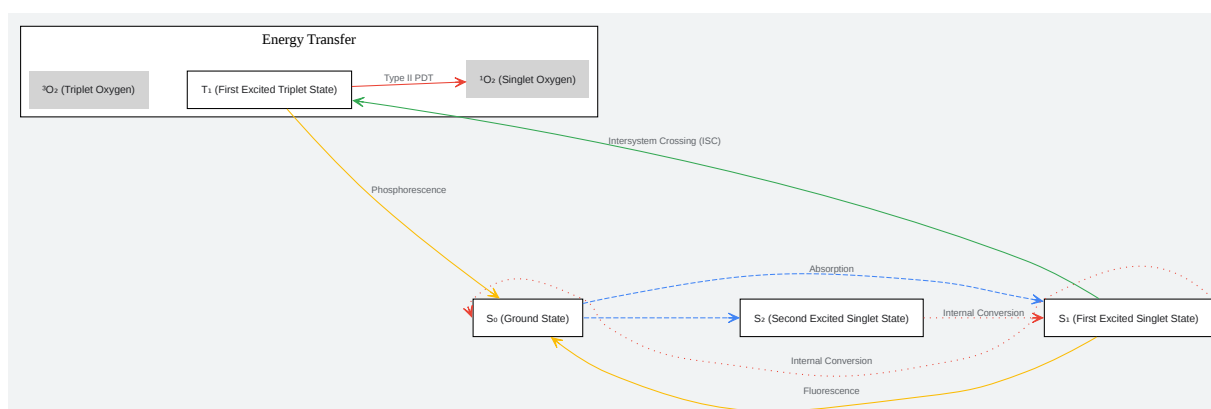 Energy Transfer
³O₂ (Triplet Oxygen)
T₁ (First Excited Triplet State)
Type II PDT
¹O₂ (Singlet Oxygen)
Intersystem Crossing (ISC)
Phosphorescence
Absorption
S₀ (Ground State)
S₂ (Second Excited Singlet State)
Internal Conversion
S₁ (First Excited Singlet State)
Internal Conversion
Fluorescence